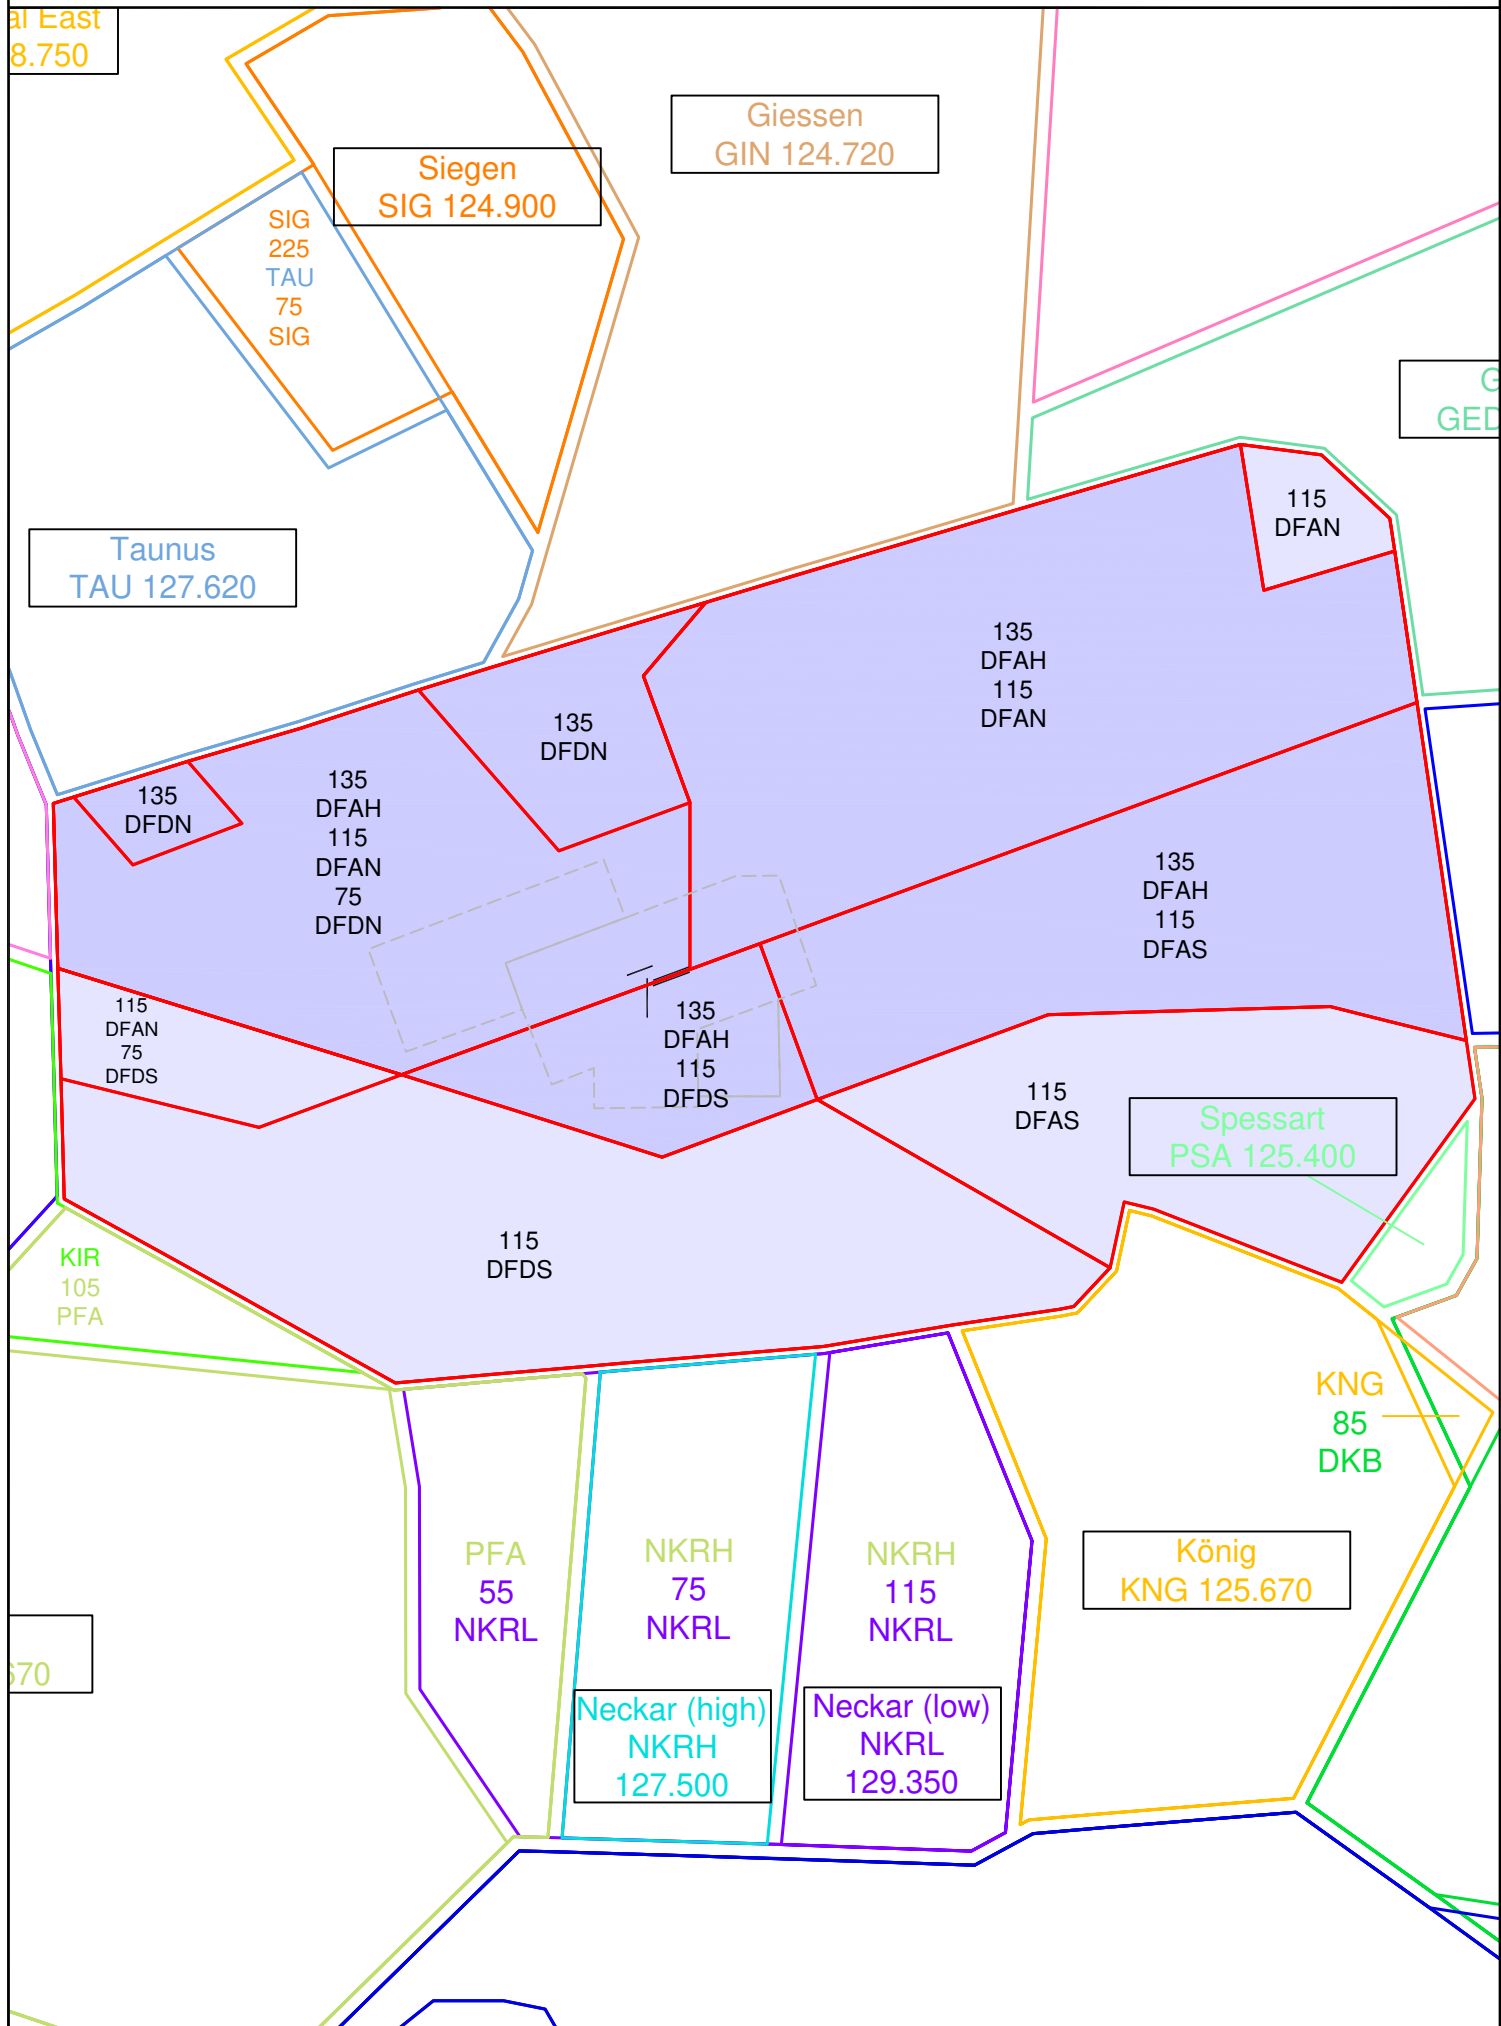 al East
8.750
Giessen
GIN 124.720
Siegen
SIG 124.900
SIG
225
TAU
75
SIG
G
GED
Taunus
TAU 127.620
115
DFAN
135
DFAH
115
DFAN
135
DFDN
135
DFDN
135
DFAH
115
DFAN
75
DFDN
135
DFAH
115
DFAS
115
DFAN
75
DFDS
135
DFAH
115
DFDS
115
DFAS
Spessart
PSA 125.400
115
DFDS
KIR
105
PFA
KNG
85
DKB
PFA
55
NKRL
NKRH
75
NKRL
NKRH
115
NKRL
König
KNG 125.670
670
Neckar (high)
NKRH
127.500
Neckar (low)
NKRL
129.350